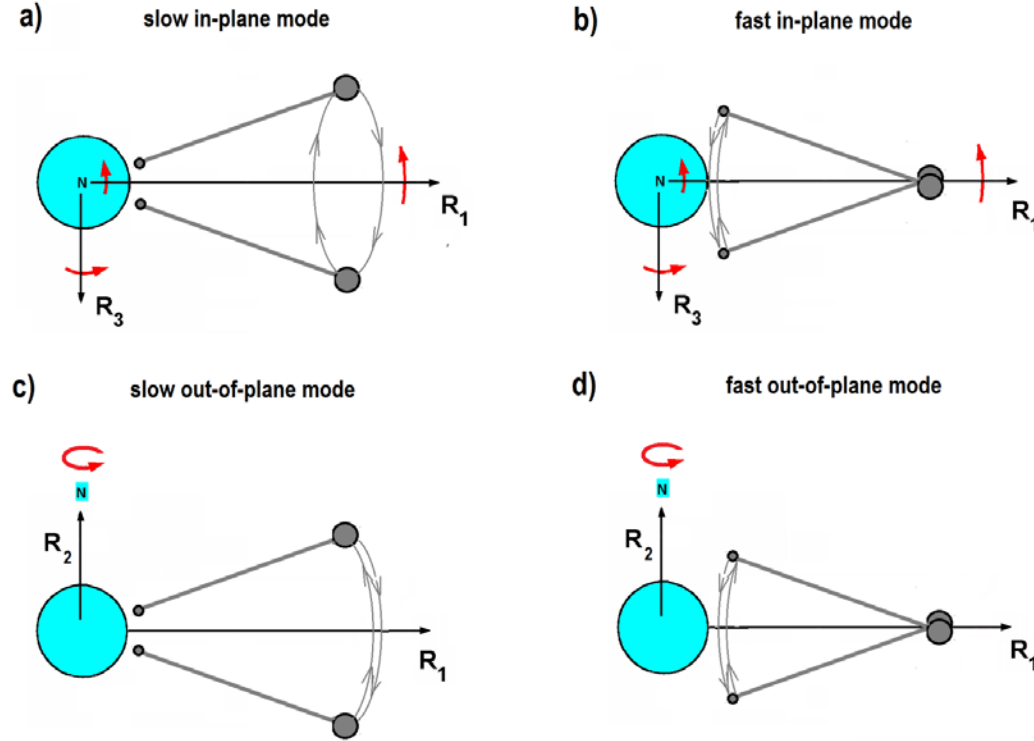 a) slow in-plane mode
b) fast in-plane mode
N
R1
R3
N
R1
R3
c) slow out-of-plane mode
d) fast out-of-plane mode
N
R2
R1
N
R2
R1